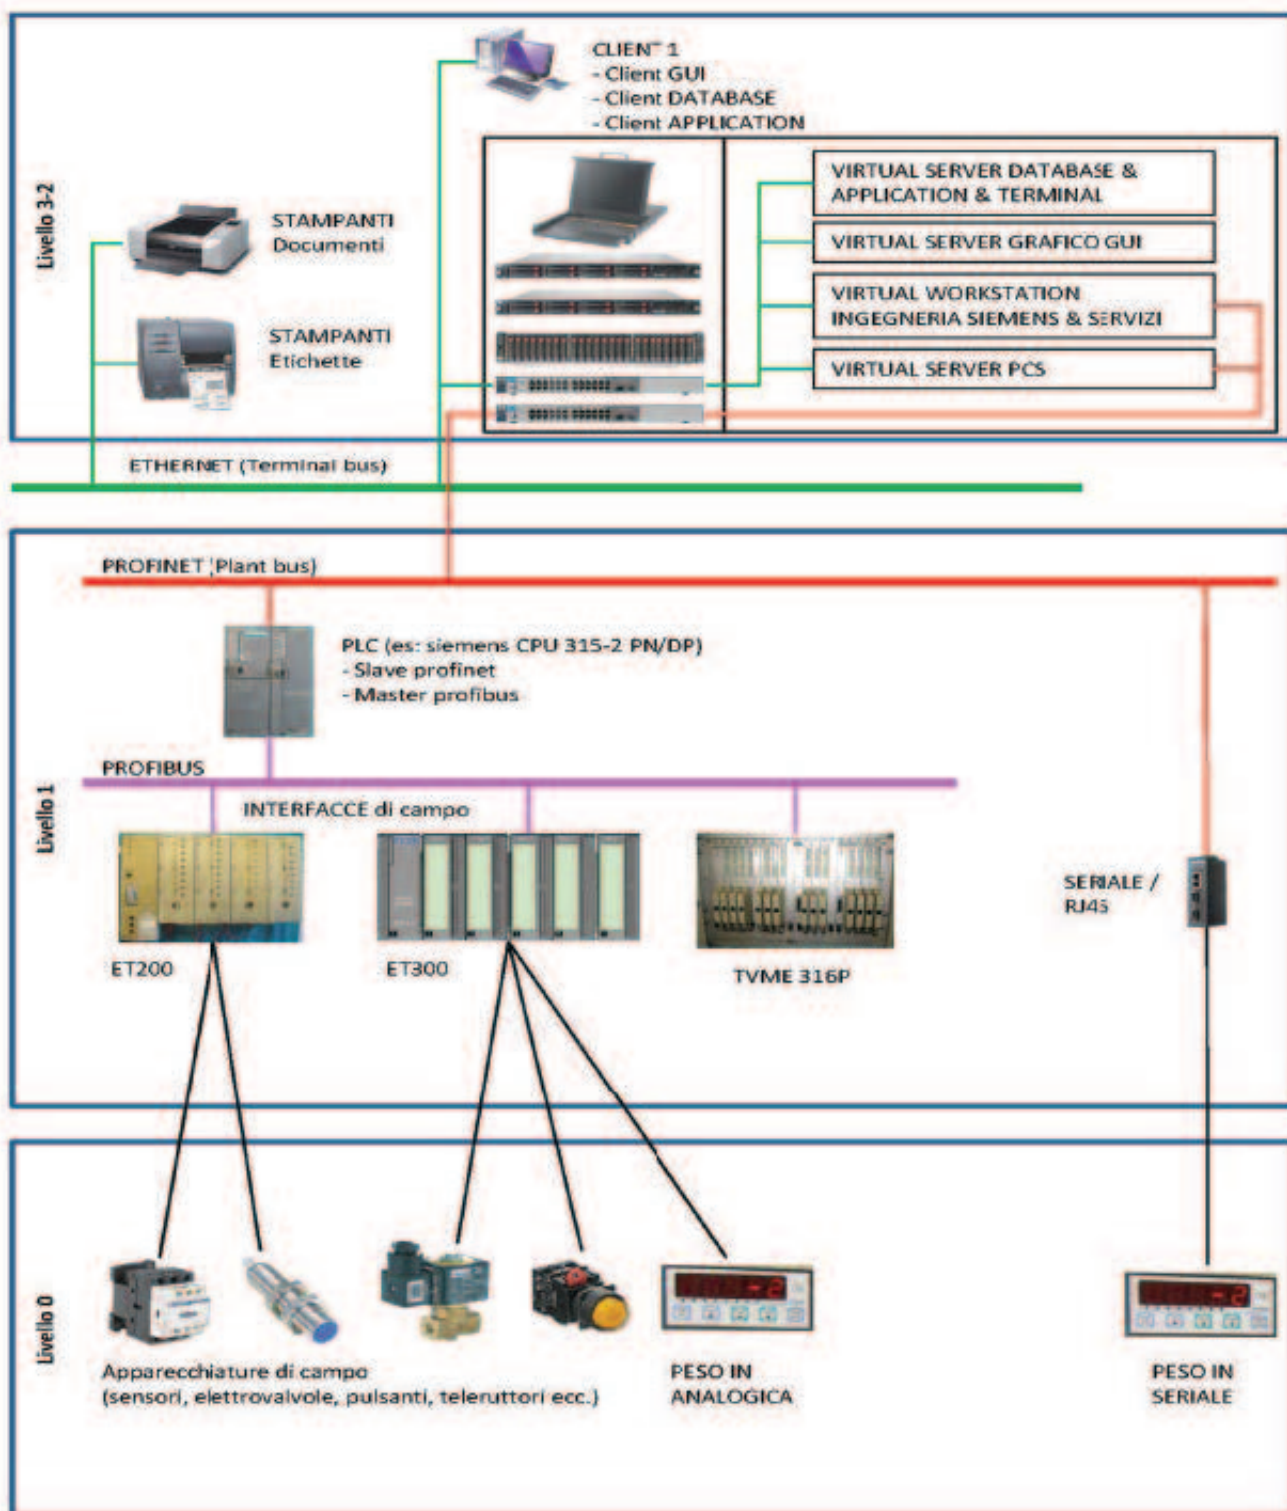 CLIENT 1
- Client GUI
- Client DATABASE
- Client APPLICATION
Livello 3-2
STAMPANTI
Documenti
STAMPANTI
Etichette
VIRTUAL SERVER DATABASE &
APPLICATION & TERMINAL
VIRTUAL SERVER GRAFICO GUI
VIRTUAL WORKSTATION
INGEGNERIA SIEMENS & SERVIZI
VIRTUAL SERVER PCS
ETHERNET (Terminal bus)
PROFINET (Plant bus)
PLC (es: siemens CPU 315-2 PN/DP)
- Slave profinet
- Master profibus
Livello 1
PROFIBUS
INTERFACCE di campo
SERIALE /
RJ45
ET200
ET300
TVME 316P
Livello 0
Apparecchiature di campo
(sensori, elettrovalvole, pulsanti, teleruttori ecc.)
PESO IN
ANALOGICA
PESO IN
SERIALE